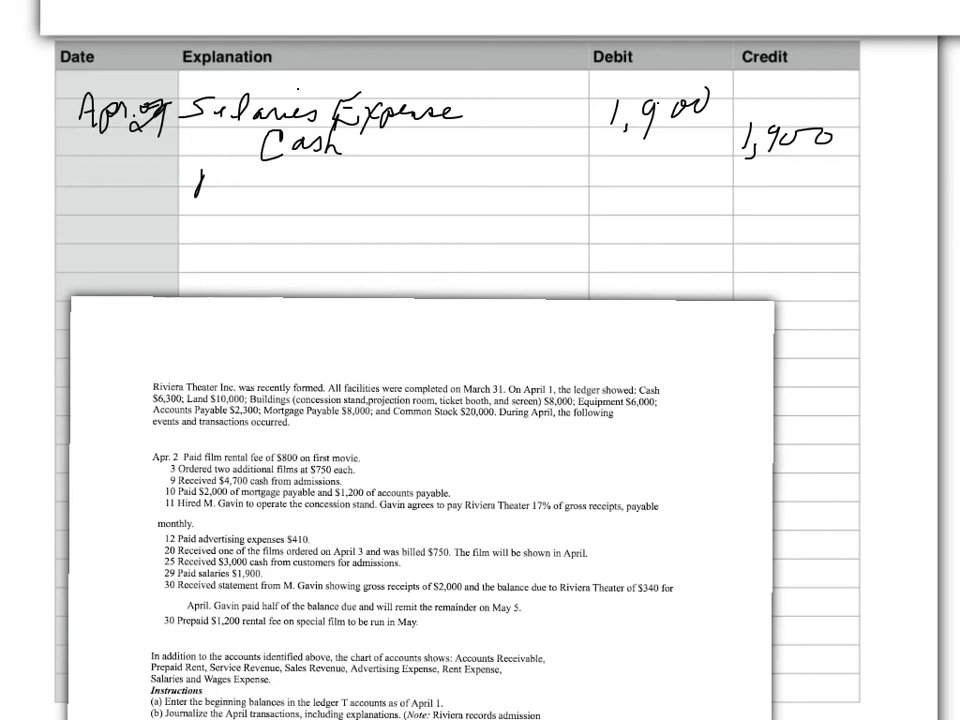 Date Explanation Debit Credit
Apr. 29 Salaries Expense 1,900
Cash 1,900
Riviera Theater Inc. was recently formed. All facilities were completed on March 31. On April 1, the ledger showed: Cash
$6,300; Land $10,000; Buildings (concession stand,projection room, ticket booth, and screen) $8,000; Equipment $6,000;
Accounts Payable $2,300; Mortgage Payable $8,000; and Common Stock $20,000. During April, the following
events and transactions occurred.
Apr. 2 Paid film rental fee of $800 on first movie.
3 Ordered two additional films at $750 each.
9 Received $4,700 cash from admissions.
10 Paid $2,000 of mortgage payable and $1,200 of accounts payable.
11 Hired M. Gavin to operate the concession stand. Gavin agrees to pay Riviera Theater 17% of gross receipts, payable
monthly.
12 Paid advertising expenses $410.
20 Received one of the films ordered on April 3 and was billed $750. The film will be shown in April.
25 Received $3,000 cash from customers for admissions.
29 Paid salaries $1,900.
30 Received statement from M. Gavin showing gross receipts of $2,000 and the balance due to Riviera Theater of $340 for
April. Gavin paid half of the balance due and will remit the remainder on May 5.
30 Prepaid $1,200 rental fee on special film to be run in May.
In addition to the accounts identified above, the chart of accounts shows: Accounts Receivable,
Prepaid Rent, Service Revenue, Sales Revenue, Advertising Expense, Rent Expense,
Salaries and Wages Expense.
Instructions
(a) Enter the beginning balances in the ledger T accounts as of April 1.
(b) Journalize the April transactions, including explanations. (Note: Riviera records admission